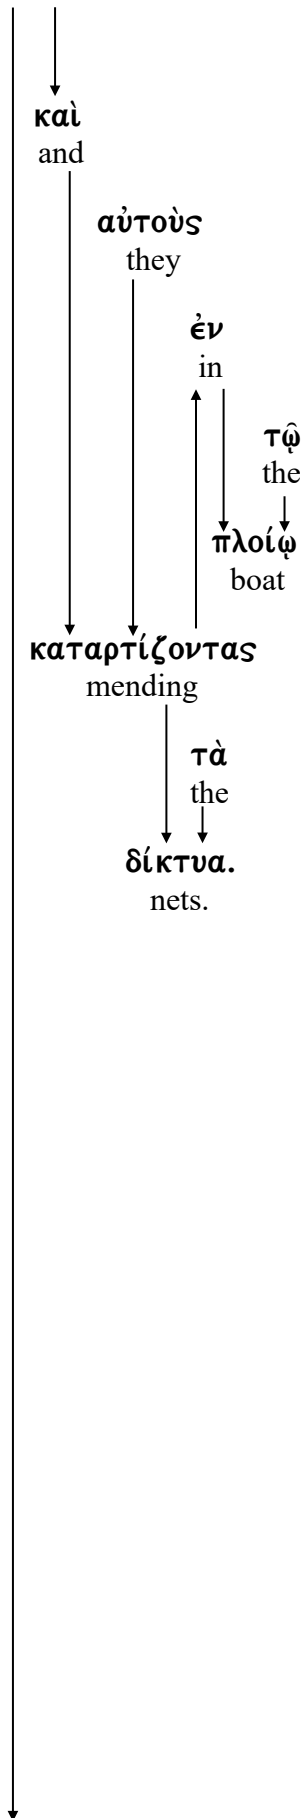 καὶ
and
αὐτοὺς
they
ἐν
in
τῷ
the
πλοίῳ
boat
καταρτίζοντας
mending
τὰ
the
δίκτυα.
nets.